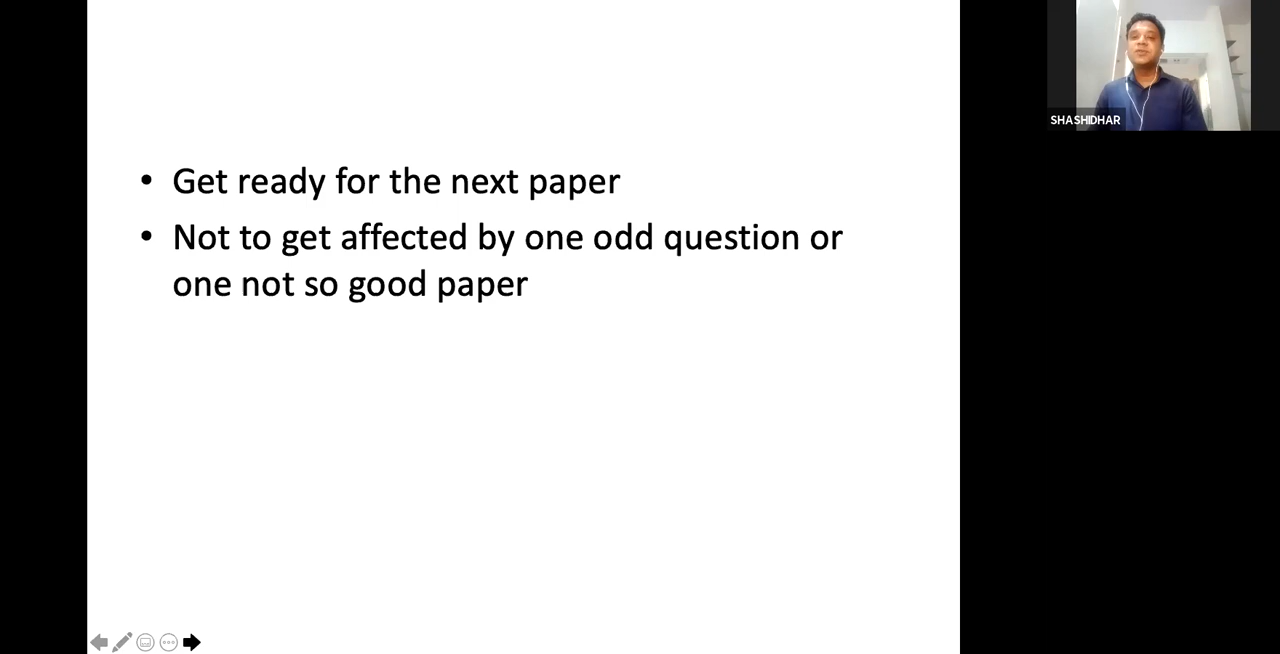 • Get ready for the next paper
• Not to get affected by one odd question or
one not so good paper
SHASHIDHAR